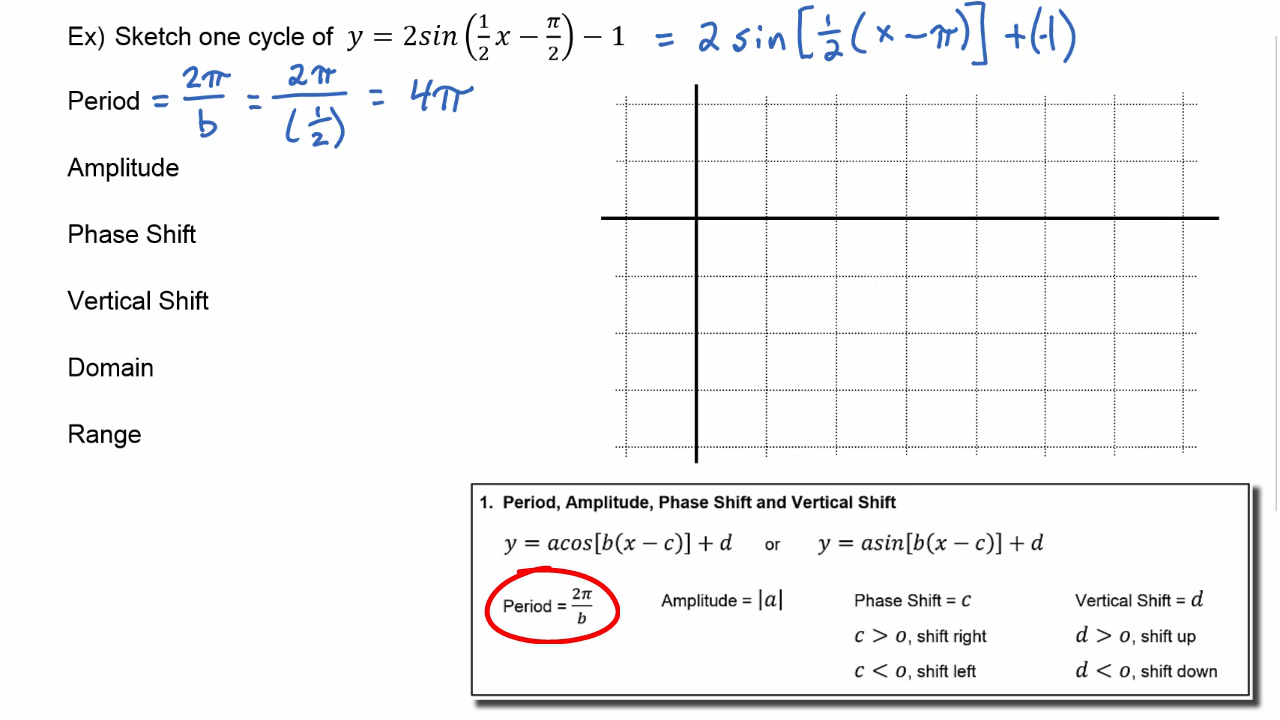 Ex) Sketch one cycle of y = 2sin(1/2 x − π/2) − 1 = 2 sin [1/2 (x − π)] + (-1)
Period = 2π/b = 2π/(1/2) = 4π
Amplitude
Phase Shift
Vertical Shift
Domain
Range
1. Period, Amplitude, Phase Shift and Vertical Shift
y = acos[b(x − c)] + d or y = asin[b(x − c)] + d
Period = 2π/b Amplitude = |a| Phase Shift = c Vertical Shift = d
c > o, shift right d > o, shift up
c < o, shift left d < o, shift down